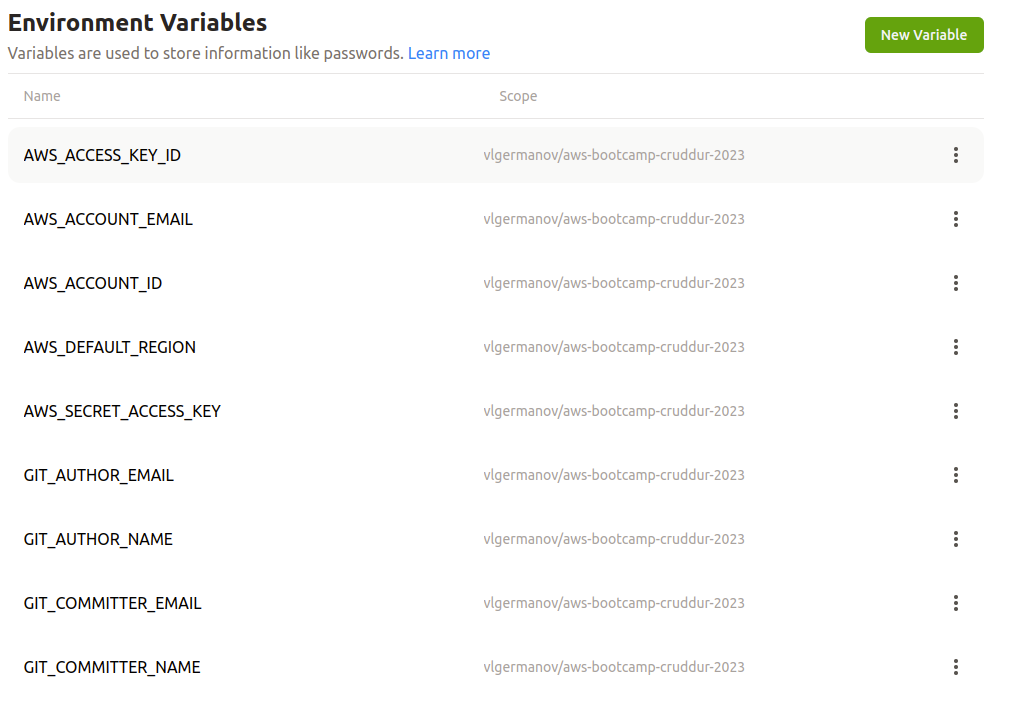 Environment Variables
Variables are used to store information like passwords. Learn more
New Variable
Name Scope
AWS_ACCESS_KEY_ID vlgermanov/aws-bootcamp-cruddur-2023
AWS_ACCOUNT_EMAIL vlgermanov/aws-bootcamp-cruddur-2023
AWS_ACCOUNT_ID vlgermanov/aws-bootcamp-cruddur-2023
AWS_DEFAULT_REGION vlgermanov/aws-bootcamp-cruddur-2023
AWS_SECRET_ACCESS_KEY vlgermanov/aws-bootcamp-cruddur-2023
GIT_AUTHOR_EMAIL vlgermanov/aws-bootcamp-cruddur-2023
GIT_AUTHOR_NAME vlgermanov/aws-bootcamp-cruddur-2023
GIT_COMMITTER_EMAIL vlgermanov/aws-bootcamp-cruddur-2023
GIT_COMMITTER_NAME vlgermanov/aws-bootcamp-cruddur-2023